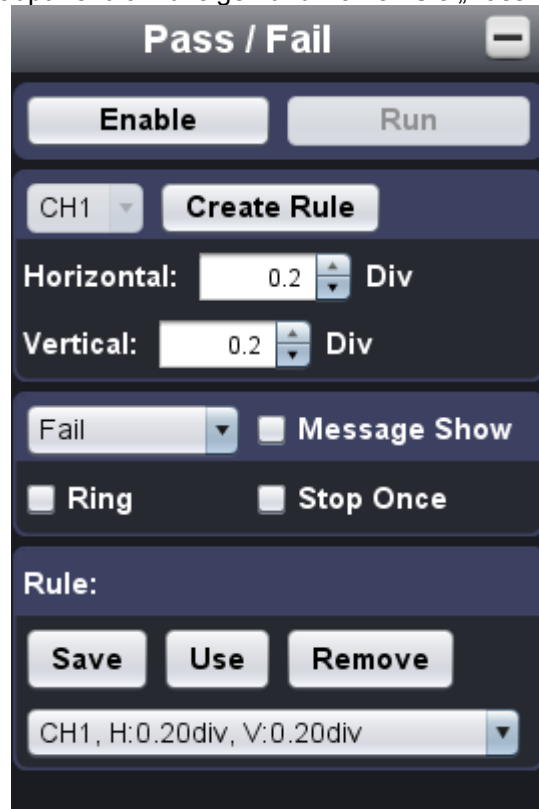 Pass / Fail
Enable Run
CH1 Create Rule
Horizontal: 0.2 Div
Vertical: 0.2 Div
Fail Message Show
Ring Stop Once
Rule:
Save Use Remove
CH1, H:0.20div, V:0.20div